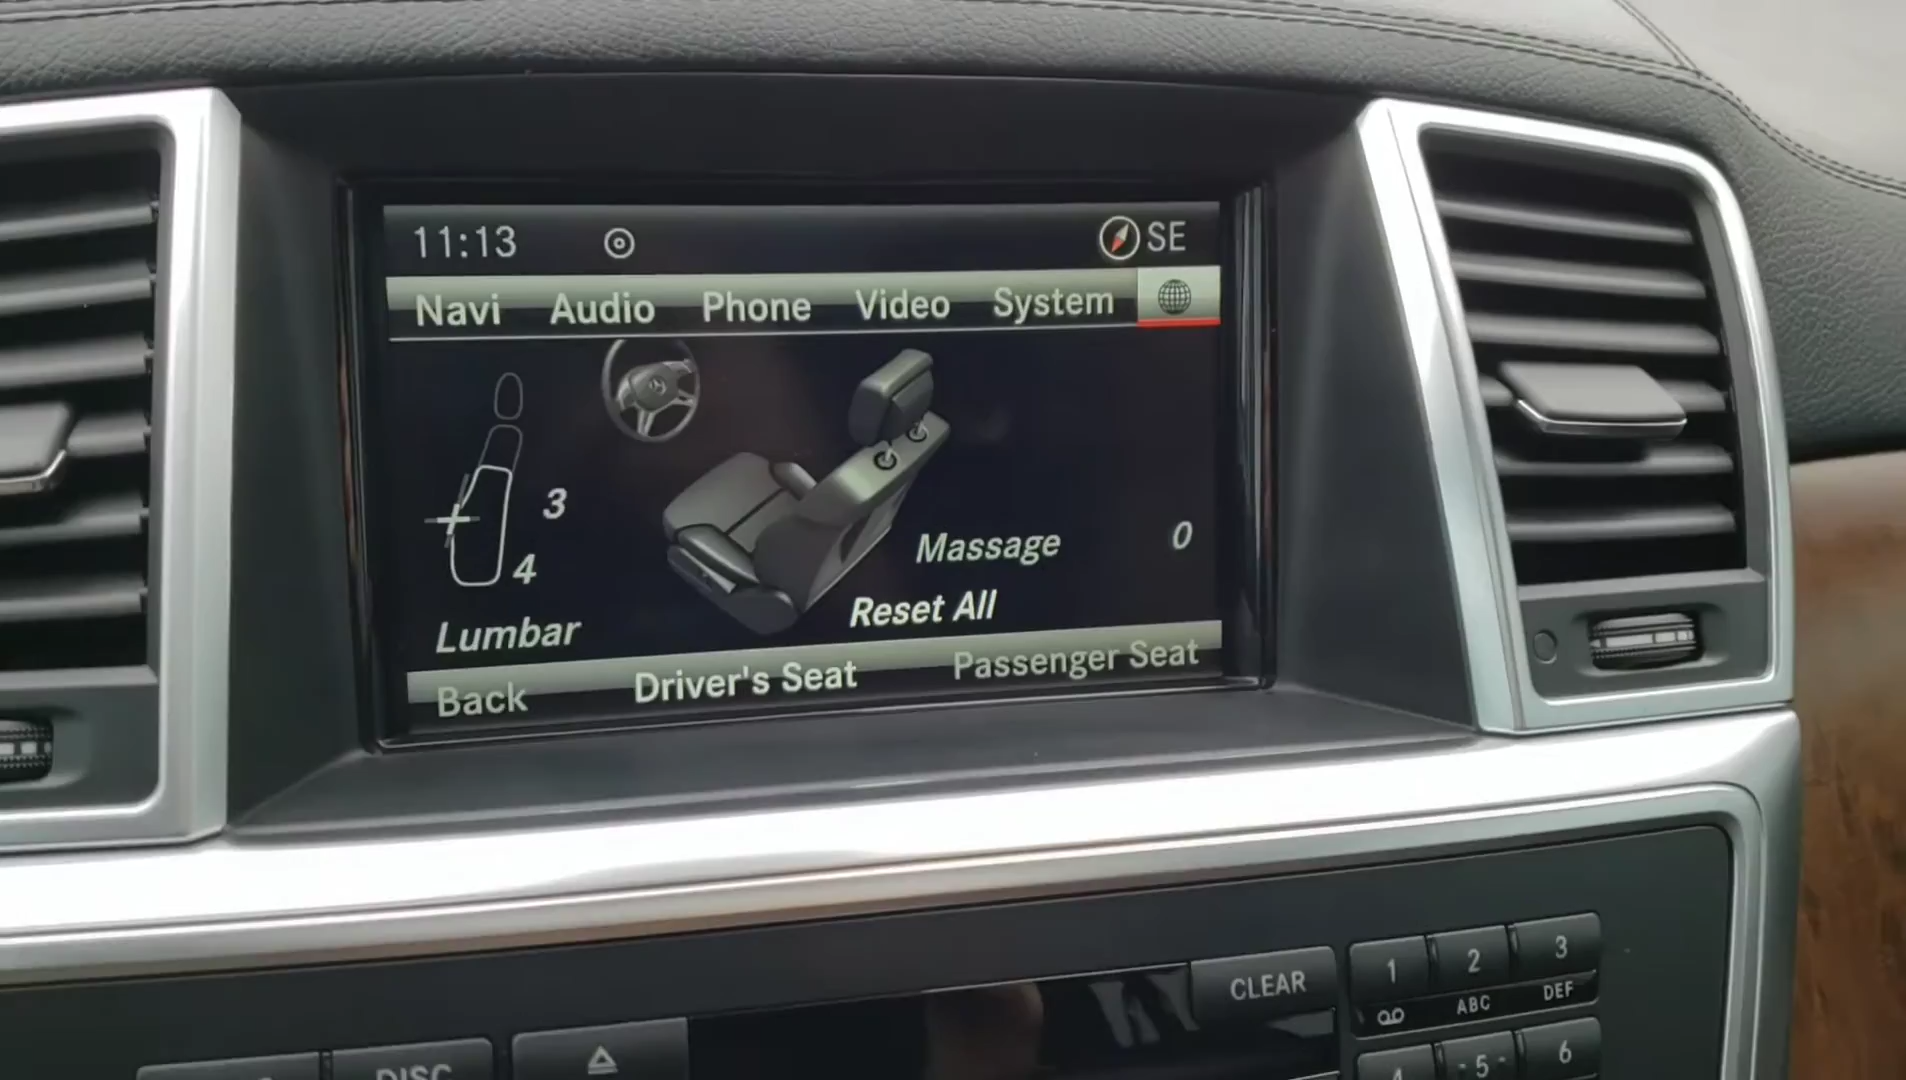 11:13 SE
Navi Audio Phone Video System
3
4
Massage 0
Reset All
Lumbar
Back Driver's Seat Passenger Seat
CLEAR 1 2 3
ABC DEF
DISC 5 6